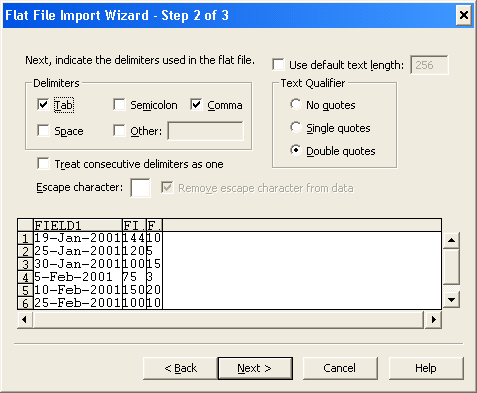 Flat File Import Wizard - Step 2 of 3
Next, indicate the delimiters used in the flat file.
Use default text length: 256
Delimiters
Tab Semicolon Comma
Space Other:
Text Qualifier
No quotes
Single quotes
Double quotes
Treat consecutive delimiters as one
Escape character: Remove escape character from data
FIELD1 FI. F.
1 19-Jan-2001 144 10
2 25-Jan-2001 120 5
3 30-Jan-2001 100 15
4 5-Feb-2001 75 3
5 10-Feb-2001 150 20
6 25-Feb-2001 100 10
< Back Next > Cancel Help